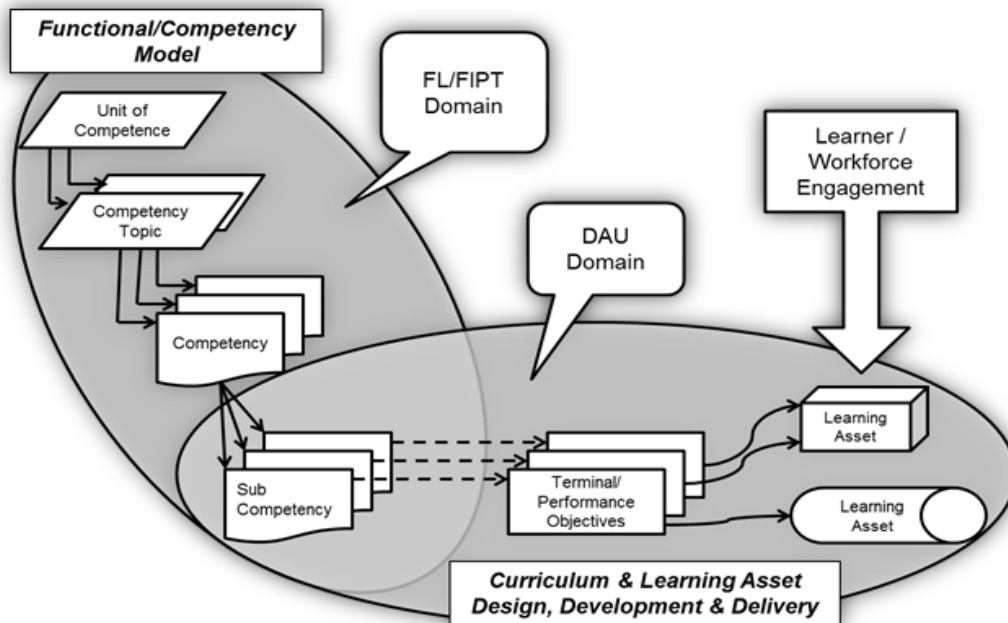 Functional/Competency
Model
FL/FIPT
Domain
Unit of
Competence
Learner /
Workforce
Engagement
Competency
Topic
DAU
Domain
Competency
Learning
Asset
Sub
Competency
Terminal/
Performance
Objectives
Learning
Asset
Curriculum & Learning Asset
Design, Development & Delivery